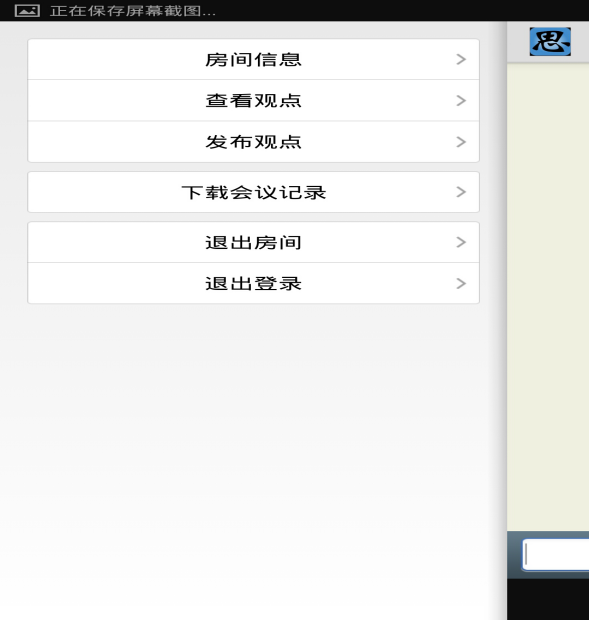 正在保存屏幕截图...
思
房间信息
查看观点
发布观点
下载会议记录
退出房间
退出登录